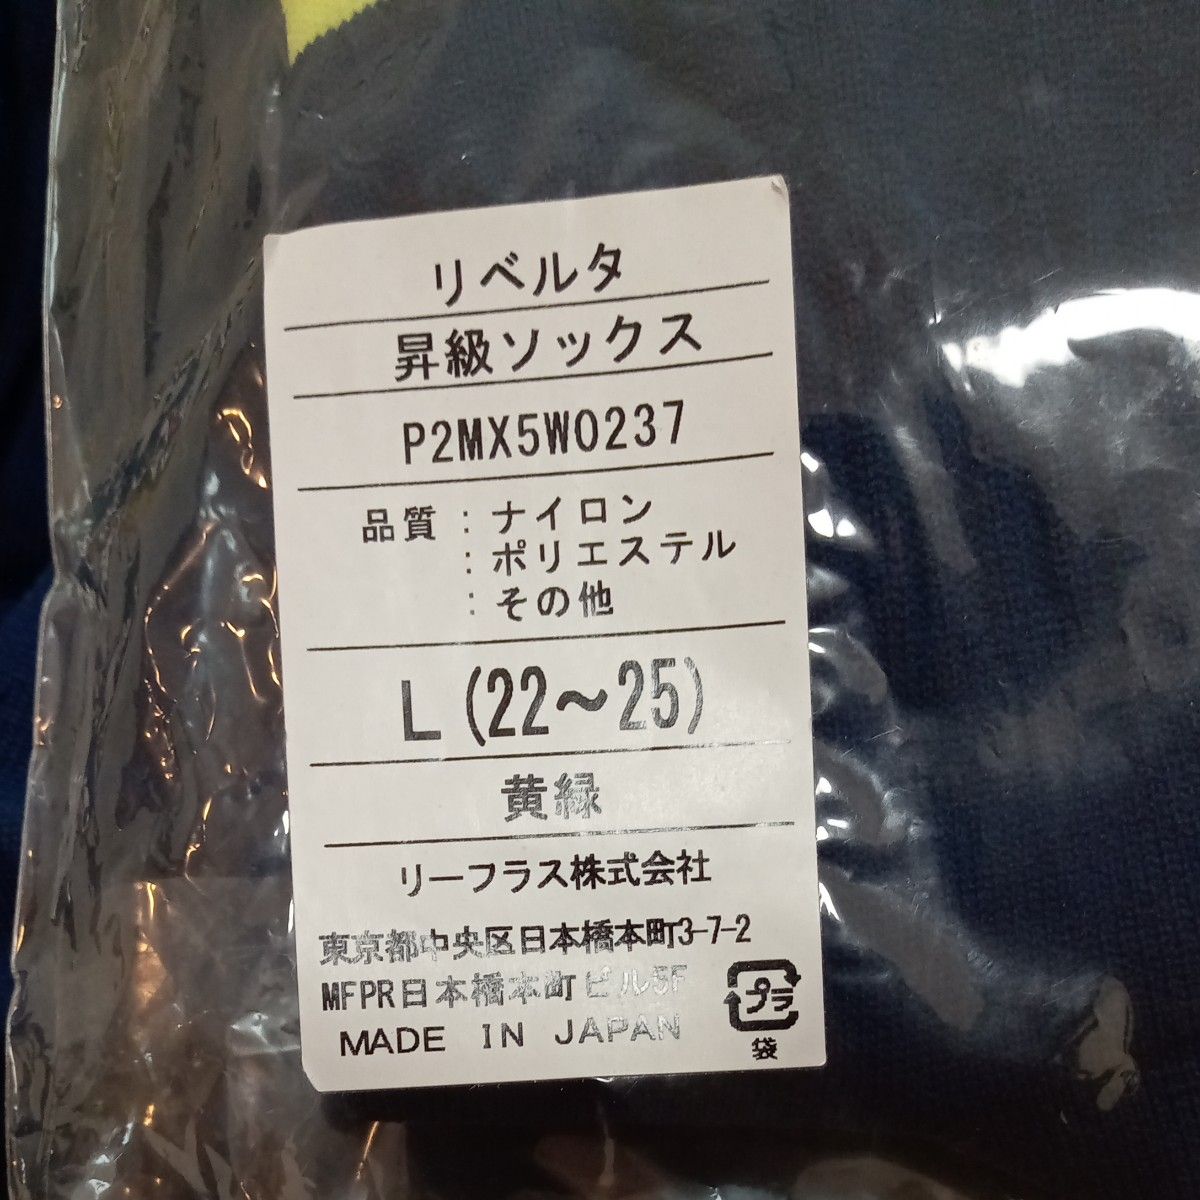 リベルタ
昇級ソックス
P2MX5W0237
品質:ナイロン
:ポリエステル
:その他
L(22〜25)
黄緑
リーフラス株式会社
東京都中央区日本橋本町3-7-2
MFPR日本橋本町ビル5F
MADE IN JAPAN
プラ
袋